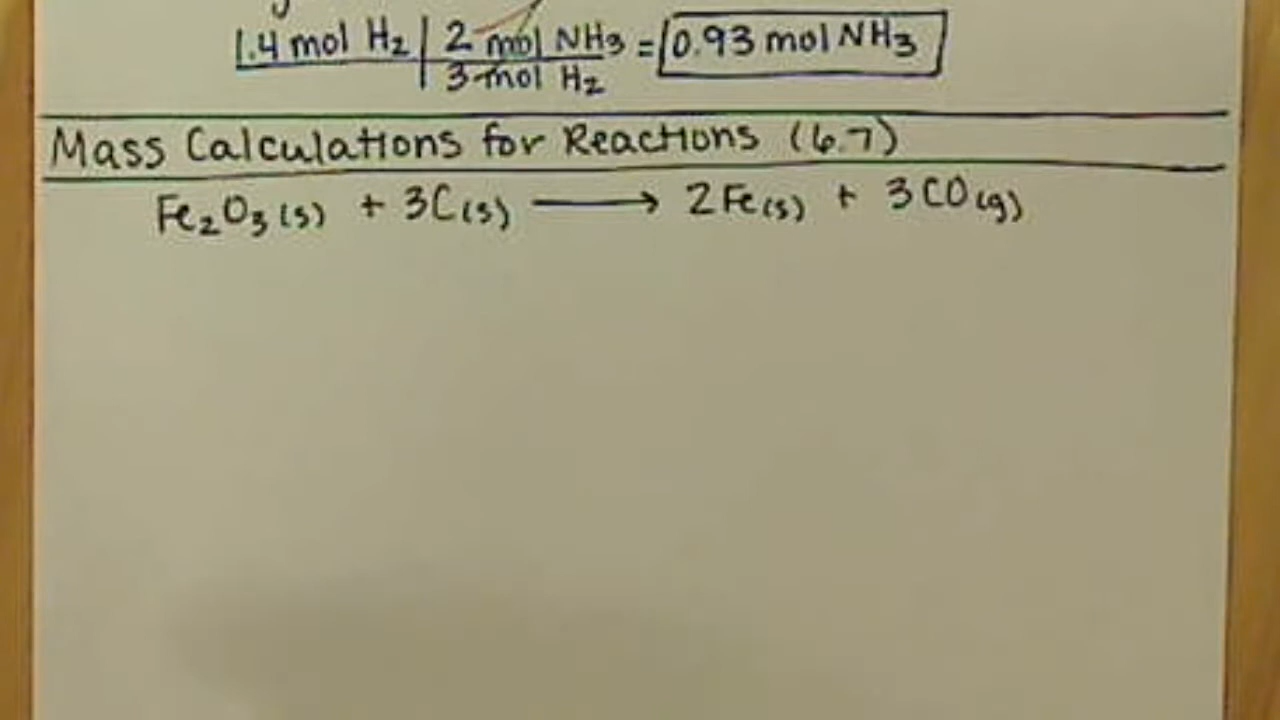 1.4 mol H₂ | 2 mol NH₃ = 0.93 mol NH₃
3 mol H₂
Mass Calculations for Reactions (6.7)
Fe₂O₃(s) + 3C(s) ⟶ 2Fe(s) + 3CO(g)